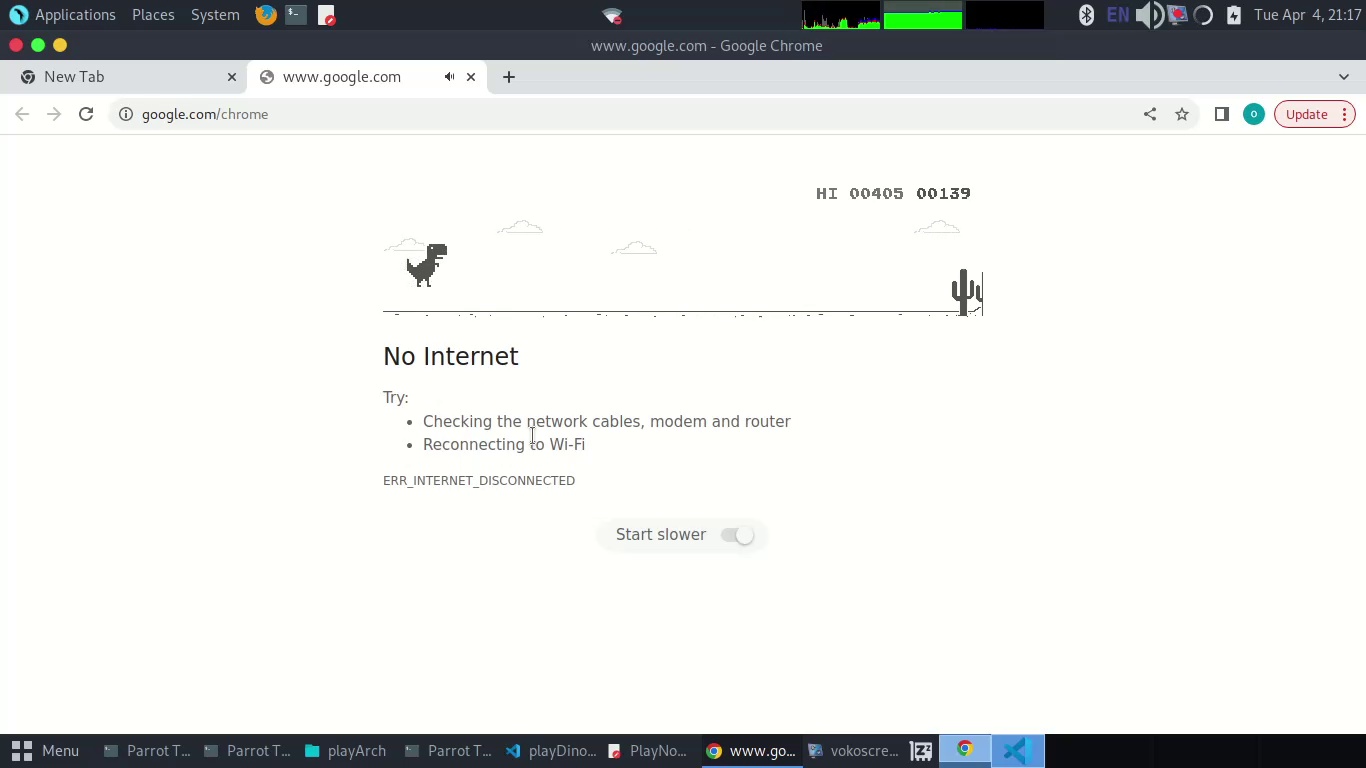 Applications Places System EN Tue Apr 4, 21:17
www.google.com - Google Chrome
New Tab www.google.com
google.com/chrome O Update
HI 00405 00139
No Internet
Try:
• Checking the network cables, modem and router
• Reconnecting to Wi-Fi
ERR_INTERNET_DISCONNECTED
Start slower
Menu Parrot T... Parrot T... playArch Parrot T... playDino... PlayNo... www.go... vokoscre...